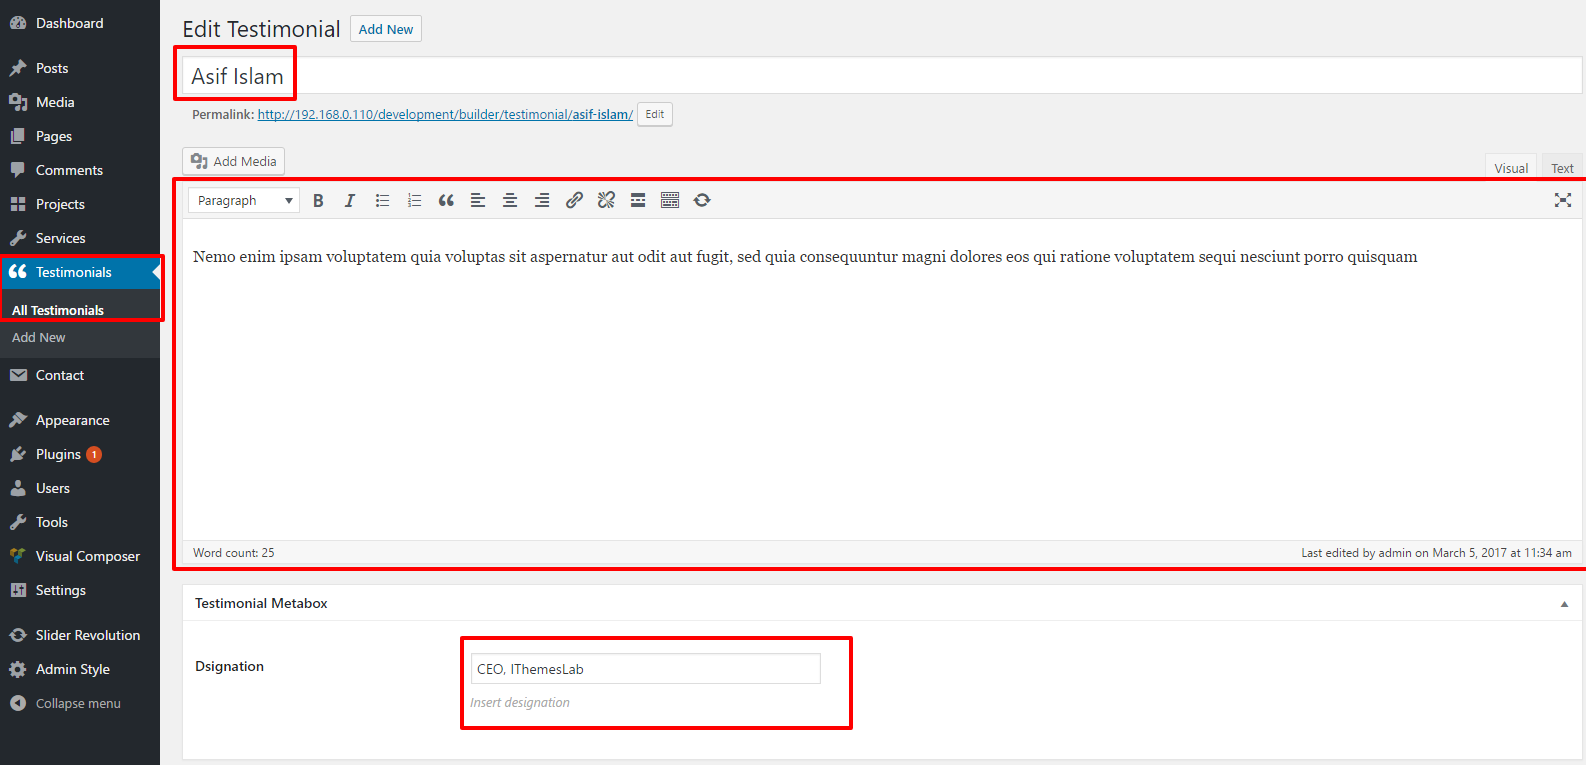 Dashboard
Posts
Media
Pages
Comments
Projects
Services
Testimonials
All Testimonials
Add New
Contact
Appearance
Plugins 1
Users
Tools
Visual Composer
Settings
Slider Revolution
Admin Style
Collapse menu
Edit Testimonial Add New
Asif Islam
Permalink: http://192.168.0.110/development/builder/testimonial/asif-islam/ Edit
Add Media
Visual Text
Paragraph
Nemo enim ipsam voluptatem quia voluptas sit aspernatur aut odit aut fugit, sed quia consequuntur magni dolores eos qui ratione voluptatem sequi nesciunt porro quisquam
Word count: 25 Last edited by admin on March 5, 2017 at 11:34 am
Testimonial Metabox
Dsignation
CEO, IThemesLab
Insert designation